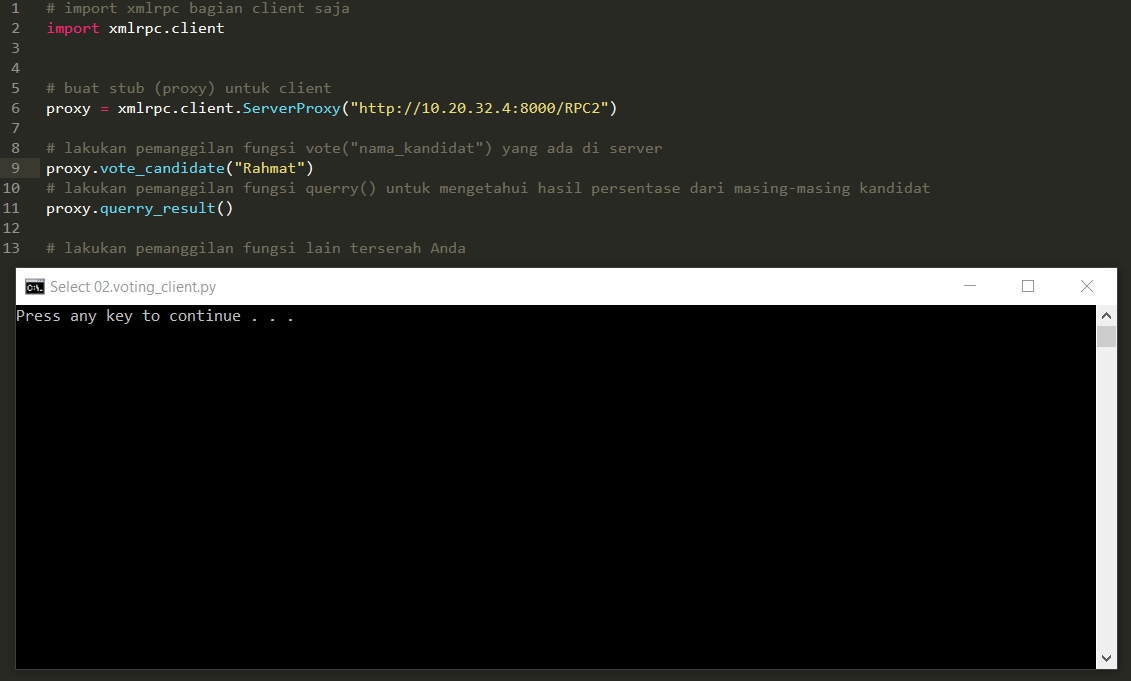 1 # import xmlrpc bagian client saja
2 import xmlrpc.client
3
4
5 # buat stub (proxy) untuk client
6 proxy = xmlrpc.client.ServerProxy("http://10.20.32.4:8000/RPC2")
7
8 # lakukan pemanggilan fungsi vote("nama_kandidat") yang ada di server
9 proxy.vote_candidate("Rahmat")
10 # lakukan pemanggilan fungsi querry() untuk mengetahui hasil persentase dari masing-masing kandidat
11 proxy.querry_result()
12
13 # lakukan pemanggilan fungsi lain terserah Anda
C:\. Select 02.voting_client.py
Press any key to continue . . .